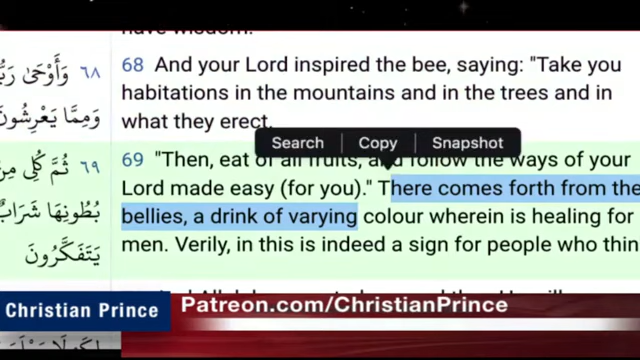 have wisdom.
68 And your Lord inspired the bee, saying: "Take you
habitations in the mountains and in the trees and in
what they erect.
Search Copy Snapshot
69 "Then, eat of all fruits, and follow the ways of your
Lord made easy (for you)." There comes forth from the
bellies, a drink of varying colour wherein is healing for
men. Verily, in this is indeed a sign for people who thin
٦٨ وَأَوْحَىٰ رَبُّ
وَمِمَّا يَعْرِشُونَ
٦٩ ثُمَّ كُلِي مِن
بُطُونِهَا شَرَابٌ
يَتَفَكَّرُونَ
Christian Prince
Patreon.com/ChristianPrince